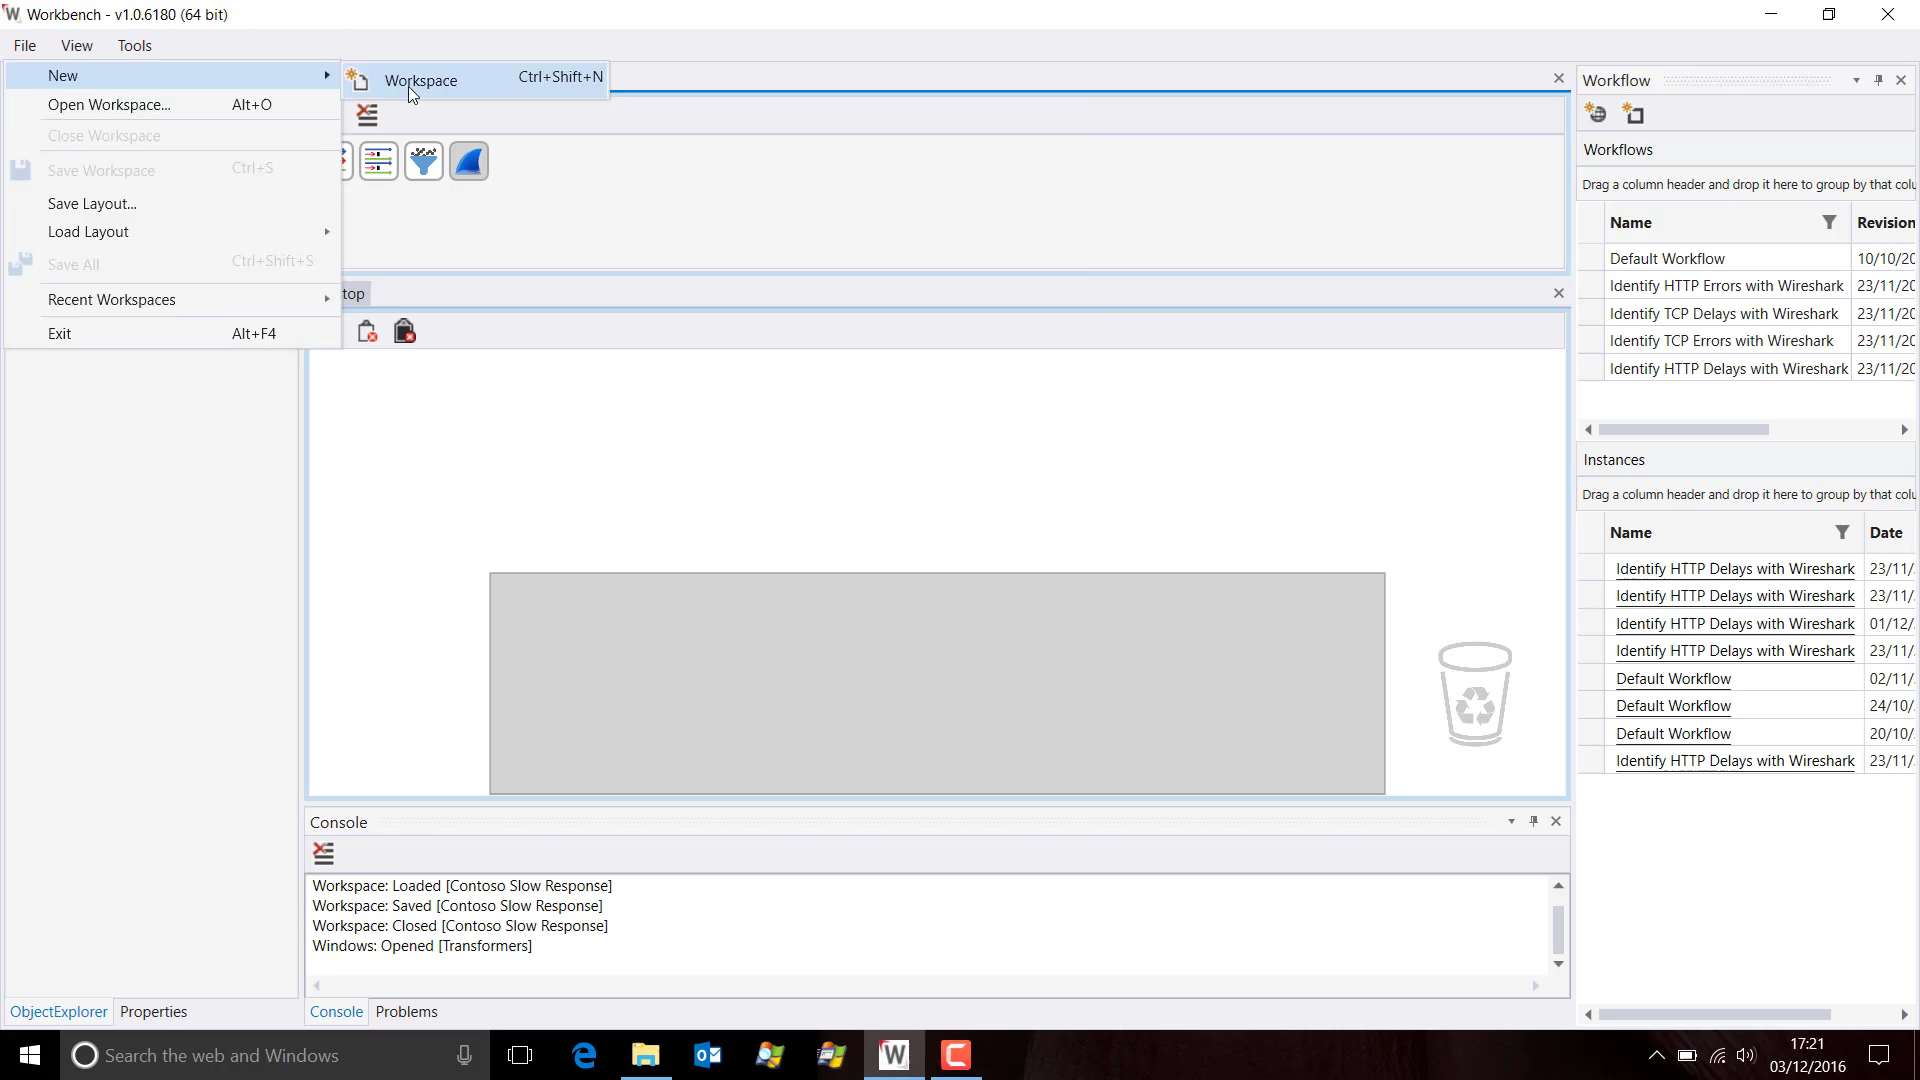 Workbench - v1.0.6180 (64 bit)
File View Tools
New
Workspace Ctrl+Shift+N
Open Workspace... Alt+O
Close Workspace
Save Workspace Ctrl+S
Save Layout...
Load Layout
Save All Ctrl+Shift+S
Recent Workspaces
Exit Alt+F4
top
ObjectExplorer Properties
Console
Workspace: Loaded [Contoso Slow Response]
Workspace: Saved [Contoso Slow Response]
Workspace: Closed [Contoso Slow Response]
Windows: Opened [Transformers]
Console Problems
Workflow
Workflows
Drag a column header and drop it here to group by that colu
Name Revision
Default Workflow 10/10/20
Identify HTTP Errors with Wireshark 23/11/20
Identify TCP Delays with Wireshark 23/11/20
Identify TCP Errors with Wireshark 23/11/20
Identify HTTP Delays with Wireshark 23/11/20
Instances
Drag a column header and drop it here to group by that colu
Name Date
Identify HTTP Delays with Wireshark 23/11/
Identify HTTP Delays with Wireshark 23/11/
Identify HTTP Delays with Wireshark 01/12/
Identify HTTP Delays with Wireshark 23/11/
Default Workflow 02/11/
Default Workflow 24/10/
Default Workflow 20/10/
Identify HTTP Delays with Wireshark 23/11/
Search the web and Windows
17:21
03/12/2016